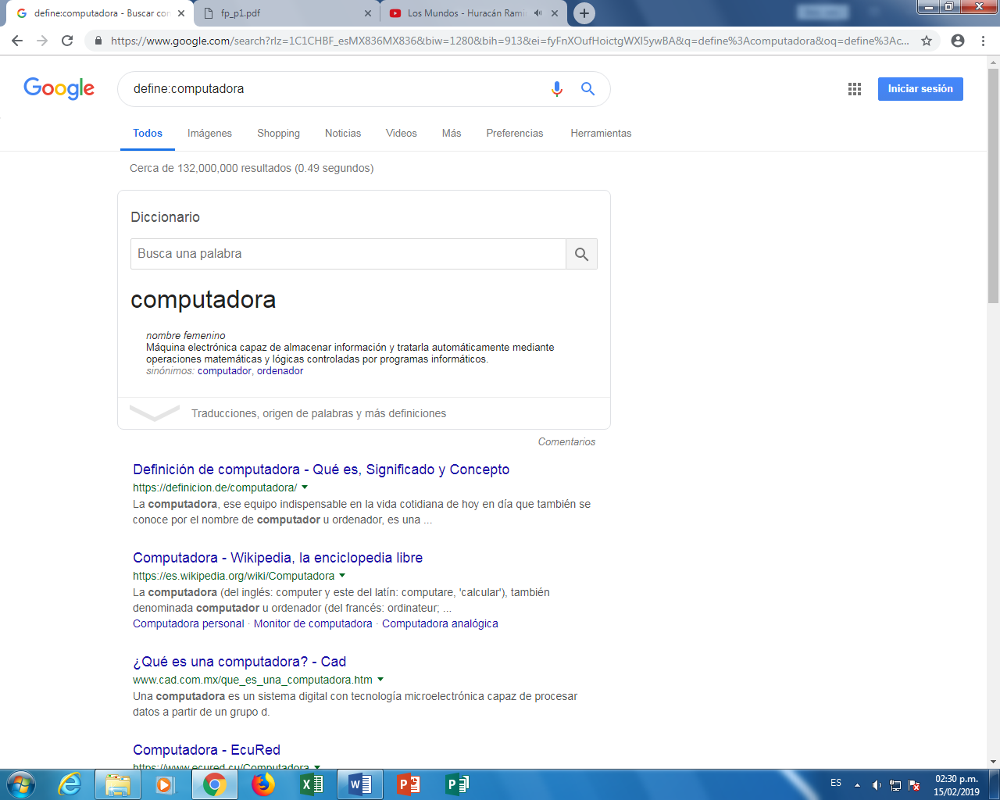 define:computadora - Buscar con
fp_p1.pdf
Los Mundos - Huracán Rami
https://www.google.com/search?rlz=1C1CHBF_esMX836MX836&biw=1280&bih=913&ei=fyFnXOufHoictgWXl5ywBA&q=define%3Acomputadora&oq=define%3Ac...
Google
define:computadora
Iniciar sesión
Todos Imágenes Shopping Noticias Videos Más Preferencias Herramientas
Cerca de 132,000,000 resultados (0.49 segundos)
Diccionario
Busca una palabra
computadora
nombre femenino
Máquina electrónica capaz de almacenar información y tratarla automáticamente mediante
operaciones matemáticas y lógicas controladas por programas informáticos.
sinónimos: computador, ordenador
Traducciones, origen de palabras y más definiciones
Comentarios
Definición de computadora - Qué es, Significado y Concepto
https://definicion.de/computadora/
La computadora, ese equipo indispensable en la vida cotidiana de hoy en día que también se
conoce por el nombre de computador u ordenador, es una ...
Computadora - Wikipedia, la enciclopedia libre
https://es.wikipedia.org/wiki/Computadora
La computadora (del inglés: computer y este del latín: computare, 'calcular'), también
denominada computador u ordenador (del francés: ordinateur; ...
Computadora personal · Monitor de computadora · Computadora analógica
¿Qué es una computadora? - Cad
www.cad.com.mx/que_es_una_computadora.htm
Una computadora es un sistema digital con tecnología microelectrónica capaz de procesar
datos a partir de un grupo d.
Computadora - EcuRed
https://www.ecured.cu/Computadora
ES
02:30 p.m.
15/02/2019